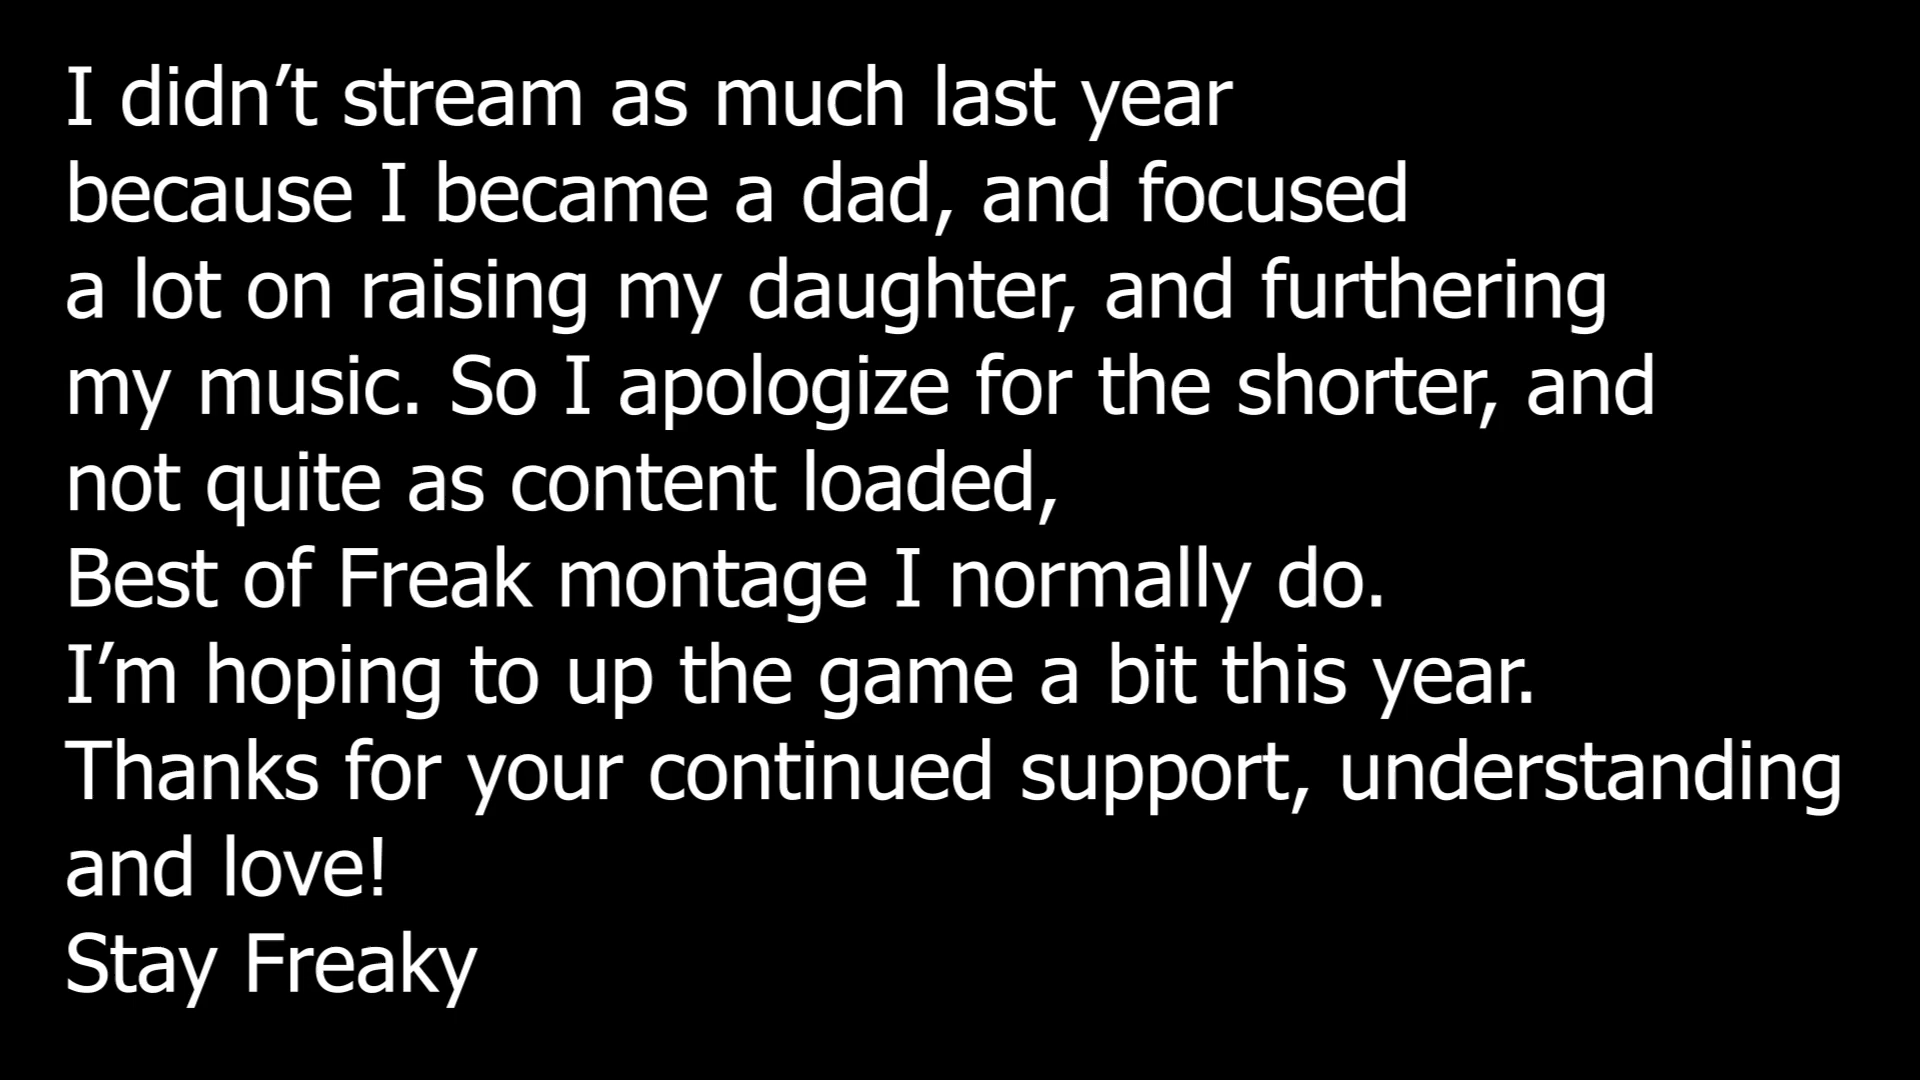 I didn’t stream as much last year
because I became a dad, and focused
a lot on raising my daughter, and furthering
my music. So I apologize for the shorter, and
not quite as content loaded,
Best of Freak montage I normally do.
I’m hoping to up the game a bit this year.
Thanks for your continued support, understanding
and love!
Stay Freaky